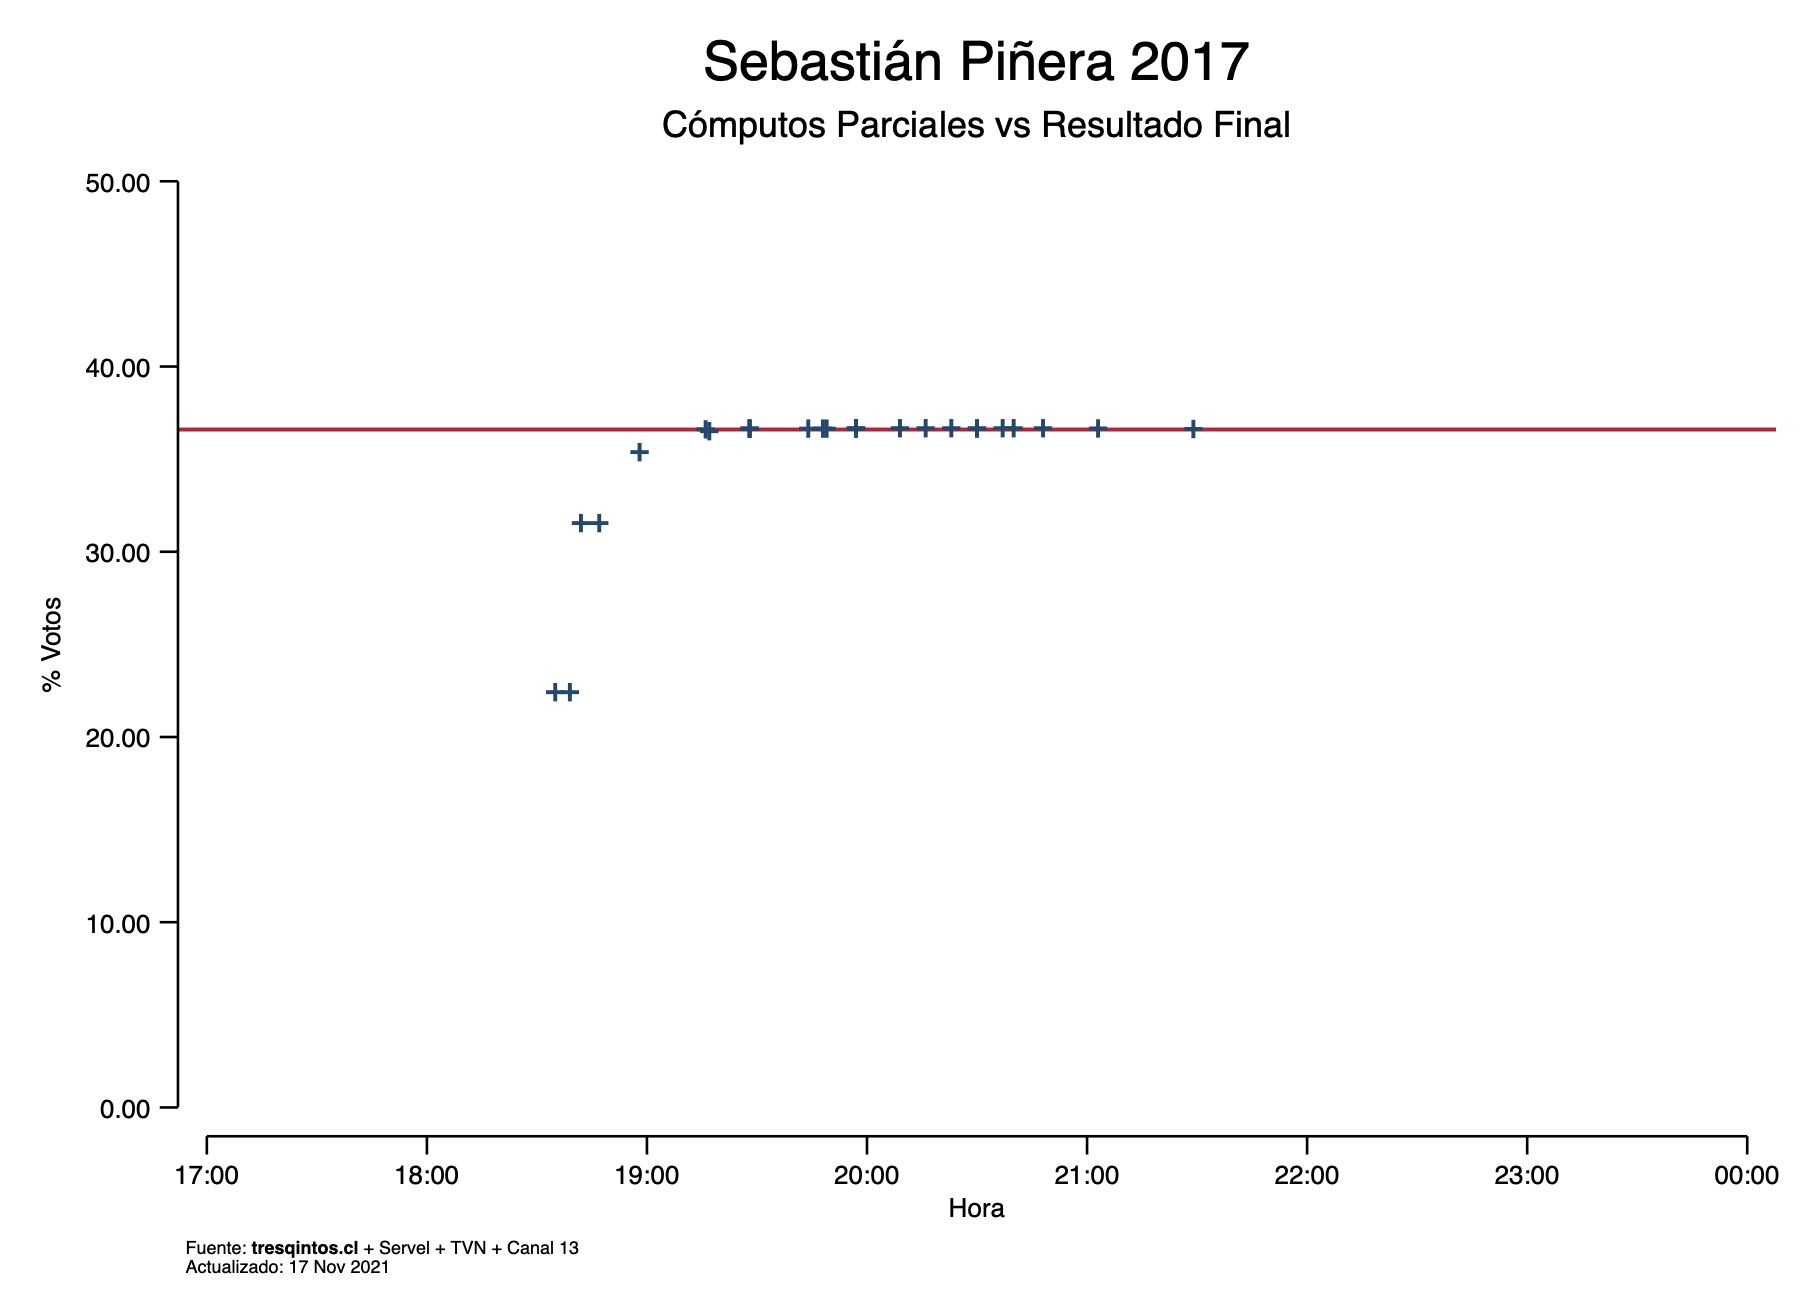 Sebastián Piñera 2017
Cómputos Parciales vs Resultado Final
50.00
40.00
30.00
20.00
10.00
0.00
% Votos
17:00 18:00 19:00 20:00 21:00 22:00 23:00 00:00
Hora
Fuente: tresqintos.cl + Servel + TVN + Canal 13
Actualizado: 17 Nov 2021